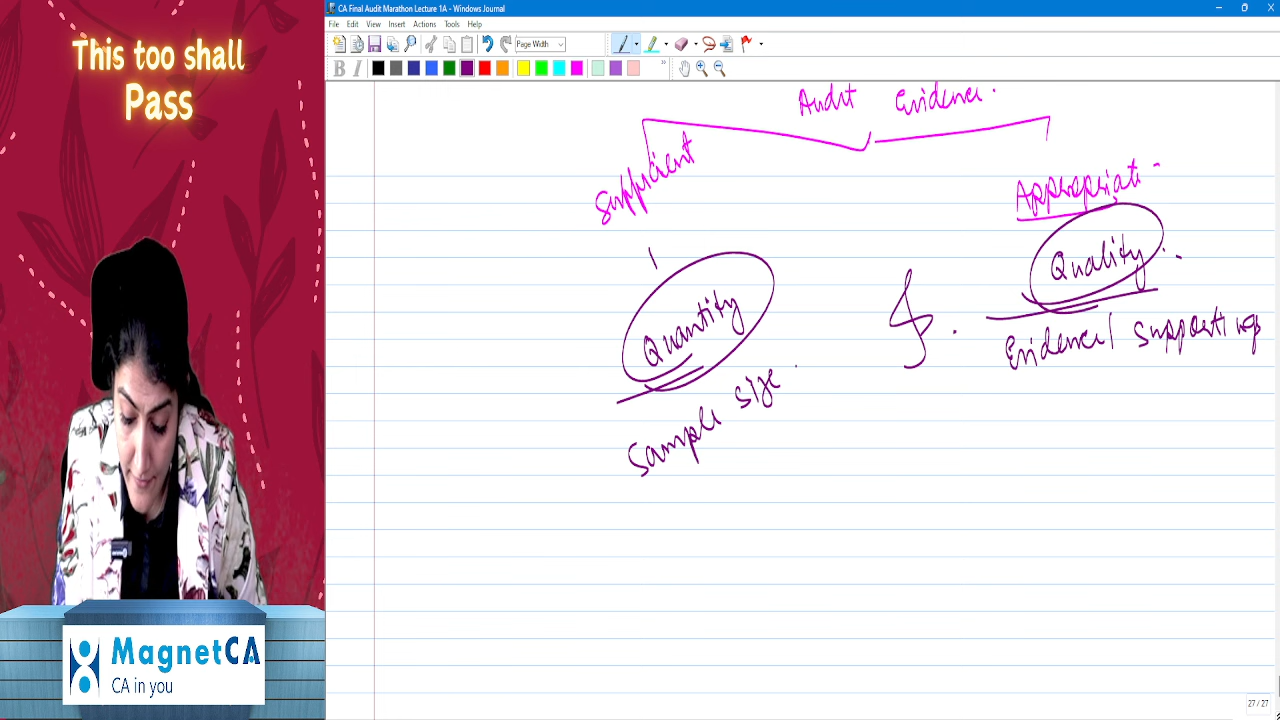 This too shall
Pass
CA Final Audit Marathon Lecture 1A - Windows Journal
File Edit View Insert Actions Tools Help
Page Width
B I
Audit Evidence.
Sufficient
Appropriate
Quantity
Quality.
&.
Evidence/ Supportings
Sample size
MagnetCA
CA in you
27 / 27